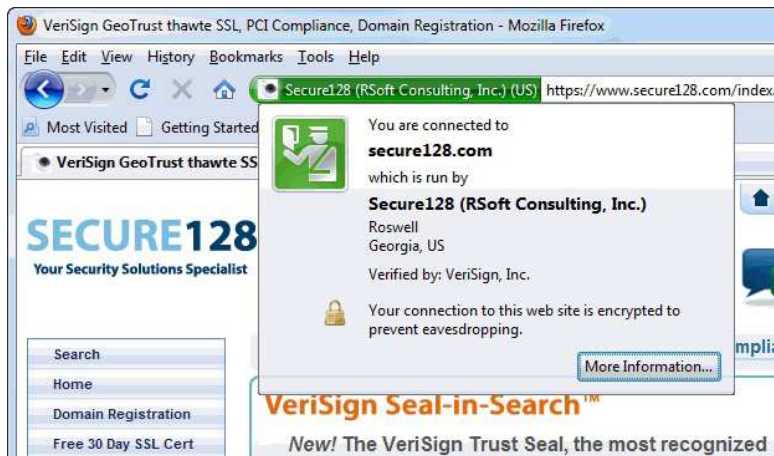 VeriSign GeoTrust thawte SSL, PCI Compliance, Domain Registration - Mozilla Firefox
File Edit View History Bookmarks Tools Help
Secure128 (RSoft Consulting, Inc.) (US) https://www.secure128.com/index.
Most Visited Getting Started
VeriSign GeoTrust thawte SS
You are connected to
secure128.com
which is run by
Secure128 (RSoft Consulting, Inc.)
Roswell
Georgia, US
Verified by: VeriSign, Inc.
Your connection to this web site is encrypted to
prevent eavesdropping.
More Information...
SECURE128
Your Security Solutions Specialist
Search
Home
Domain Registration
Free 30 Day SSL Cert
mplia
VeriSign Seal-in-Search™
New! The VeriSign Trust Seal, the most recognized